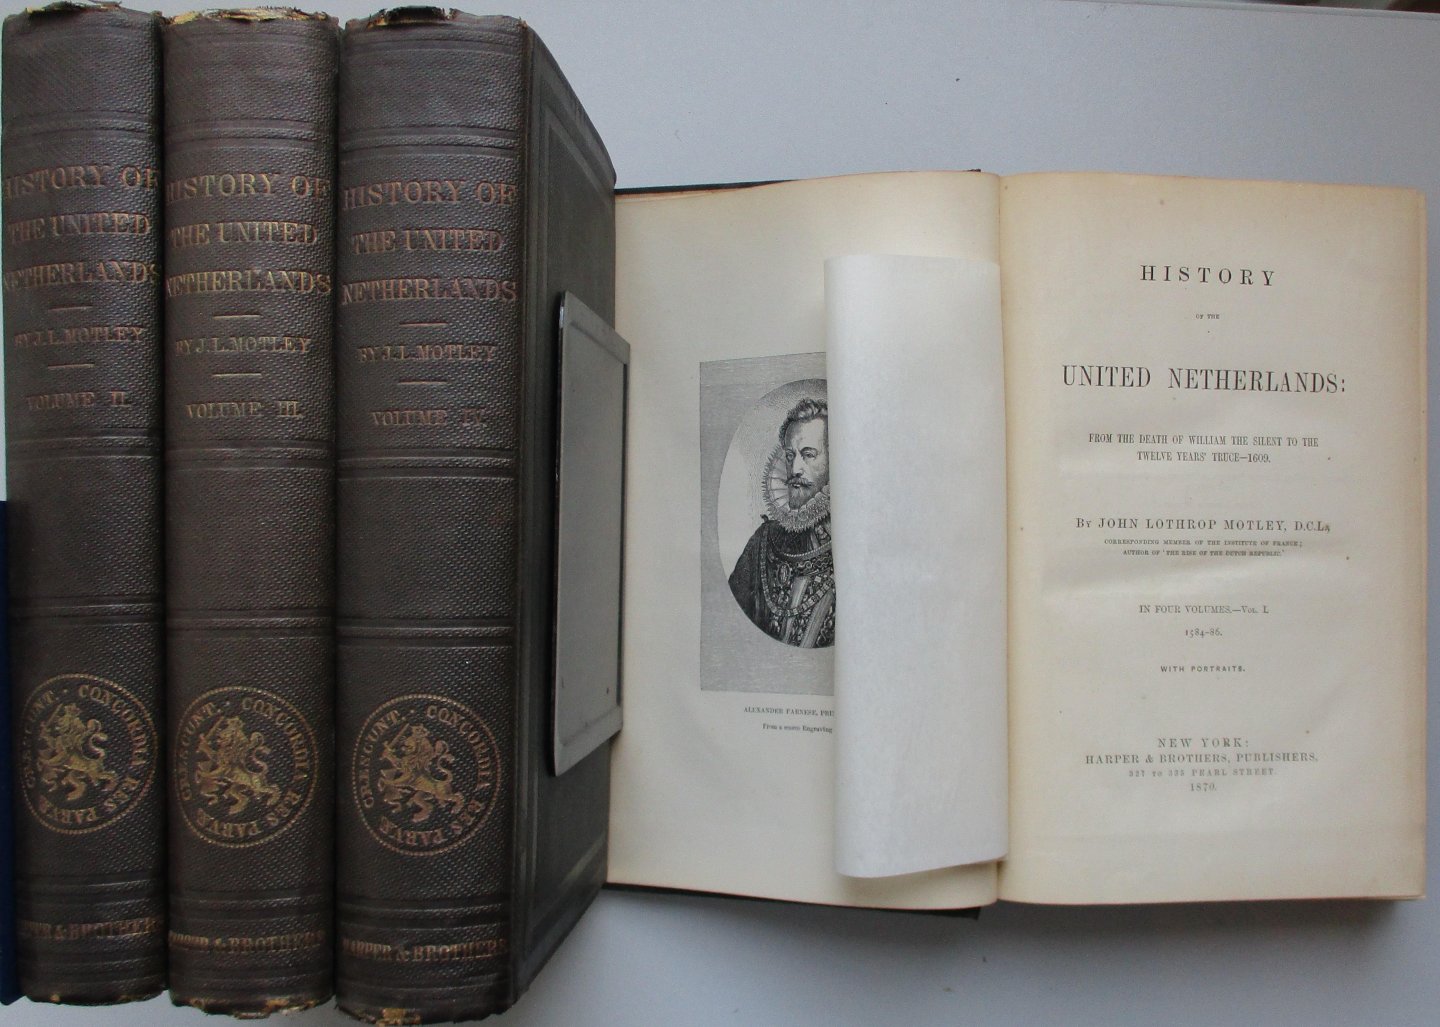 HISTORY OF
THE UNITED
NETHERLANDS
BY J.L.MOTLEY
VOLUME II.
CONCORDIA RES PARVÆ CRESCUNT.
& BROTHERS
HISTORY OF
THE UNITED
NETHERLANDS
BY J.L.MOTLEY
VOLUME III.
CONCORDIA RES PARVÆ CRESCUNT.
HARPER & BROTHERS
HISTORY OF
THE UNITED
NETHERLANDS
BY J.L.MOTLEY
VOLUME IV.
CONCORDIA RES PARVÆ CRESCUNT.
HARPER & BROTHERS
ALEXANDER FARNESE,
From a scarce Engraving
HISTORY
OF THE
UNITED NETHERLANDS:
FROM THE DEATH OF WILLIAM THE SILENT TO THE
TWELVE YEARS' TRUCE—1609.
BY JOHN LOTHROP MOTLEY, D.C.L.,
CORRESPONDING MEMBER OF THE INSTITUTE OF FRANCE;
AUTHOR OF 'THE RISE OF THE DUTCH REPUBLIC.'
IN FOUR VOLUMES.—VOL. I.
1584–86.
WITH PORTRAITS.
NEW YORK:
HARPER & BROTHERS, PUBLISHERS,
327 TO 335 PEARL STREET.
1870.